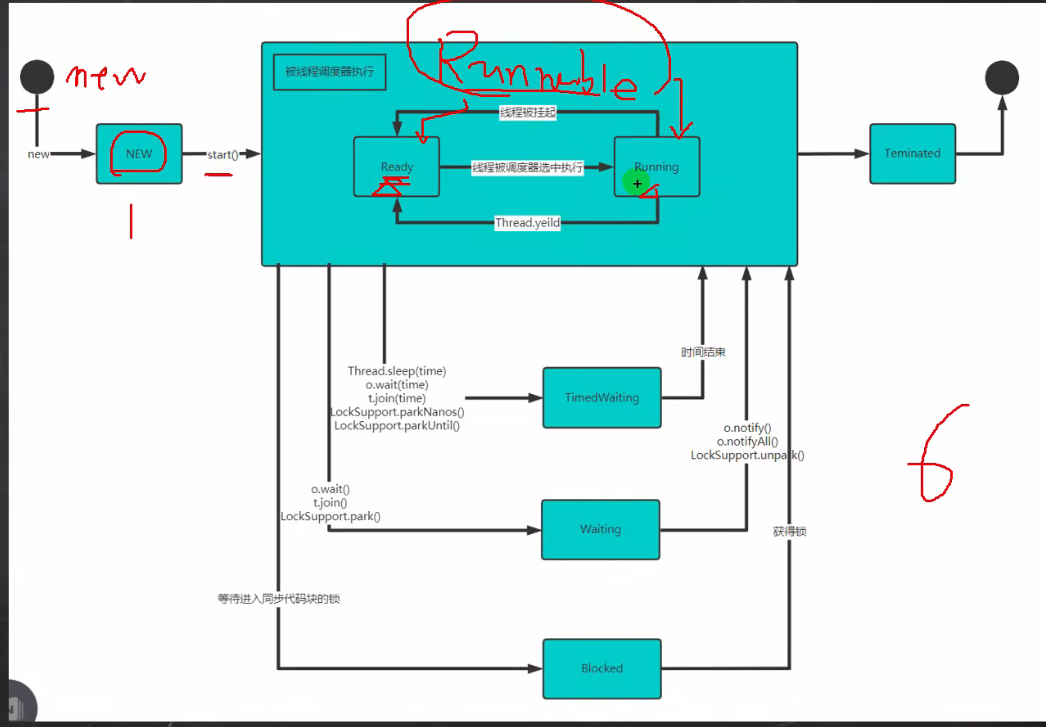 new
Runnable
被线程调度器执行
线程被挂起
new
NEW
start()
Ready
线程被调度器选中执行
Running
Teminated
Thread.yeild
1
时间结束
Thread.sleep(time)
o.wait(time)
t.join(time)
LockSupport.parkNanos()
LockSupport.parkUntil()
TimedWaiting
o.notify()
o.notifyAll()
LockSupport.unpark()
6
o.wait()
t.join()
LockSupport.park()
Waiting
获得锁
等待进入同步代码块的锁
Blocked
N